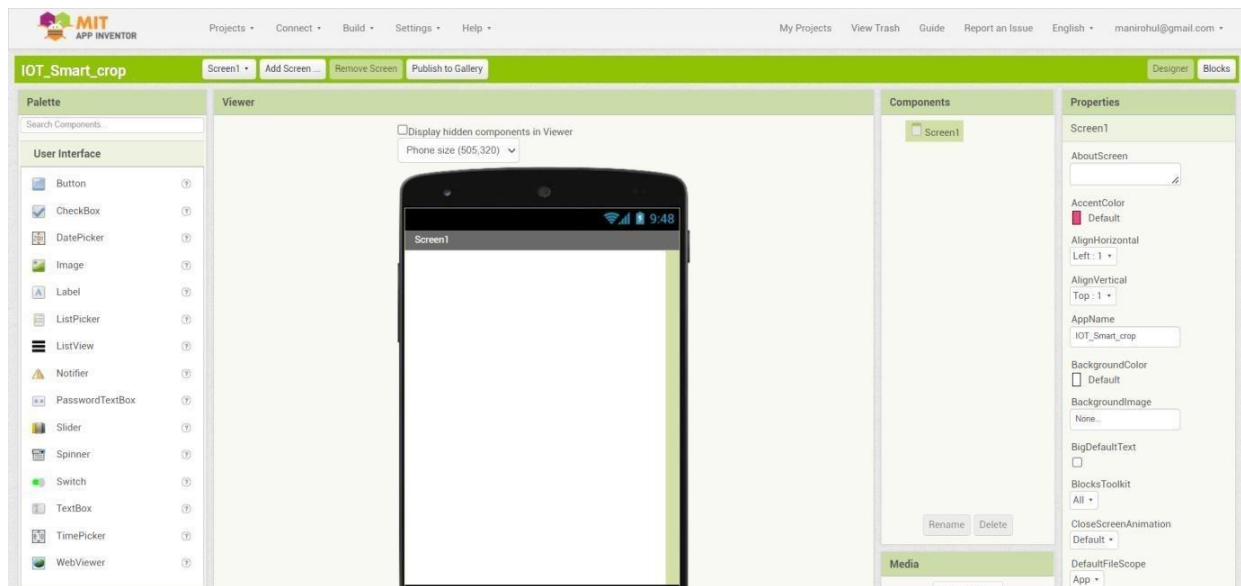 MIT
APP INVENTOR
Projects
Connect
Build
Settings
Help
My Projects
View Trash
Guide
Report an Issue
English
manirohul@gmail.com
IOT_Smart_crop
Screen1
Add Screen ...
Remove Screen
Publish to Gallery
Designer
Blocks
Palette
Search Components...
User Interface
Button
CheckBox
DatePicker
Image
Label
ListPicker
ListView
Notifier
PasswordTextBox
Slider
Spinner
Switch
TextBox
TimePicker
WebViewer
Viewer
Display hidden components in Viewer
Phone size (505,320)
9:48
Screen1
Components
Screen1
Rename
Delete
Media
Properties
Screen1
AboutScreen
AccentColor
Default
AlignHorizontal
Left : 1
AlignVertical
Top : 1
AppName
IOT_Smart_crop
BackgroundColor
Default
BackgroundImage
None...
BigDefaultText
BlocksToolkit
All
CloseScreenAnimation
Default
DefaultFileScope
App